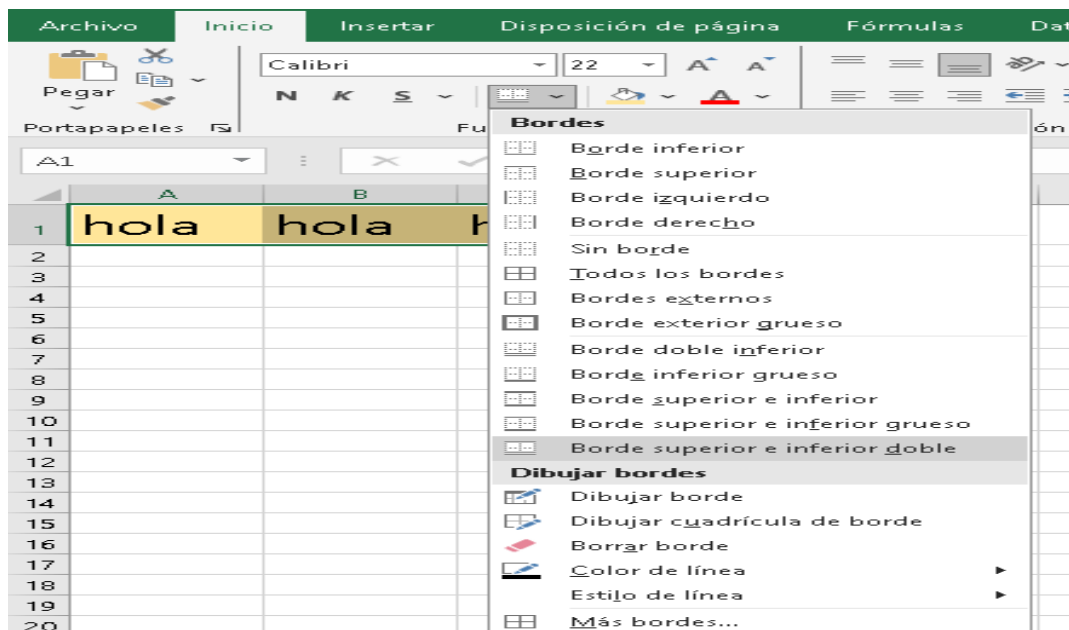 Archivo Inicio Insertar Disposición de página Fórmulas Dat
Calibri 22 A A
Pegar N K S A
Portapapeles Fu ón
A1
A B
1 hola hola h
2
3
4
5
6
7
8
9
10
11
12
13
14
15
16
17
18
19
20
Bordes
Borde inferior
Borde superior
Borde izquierdo
Borde derecho
Sin borde
Todos los bordes
Bordes externos
Borde exterior grueso
Borde doble inferior
Borde inferior grueso
Borde superior e inferior
Borde superior e inferior grueso
Borde superior e inferior doble
Dibujar bordes
Dibujar borde
Dibujar cuadrícula de borde
Borrar borde
Color de línea
Estilo de línea
Más bordes...